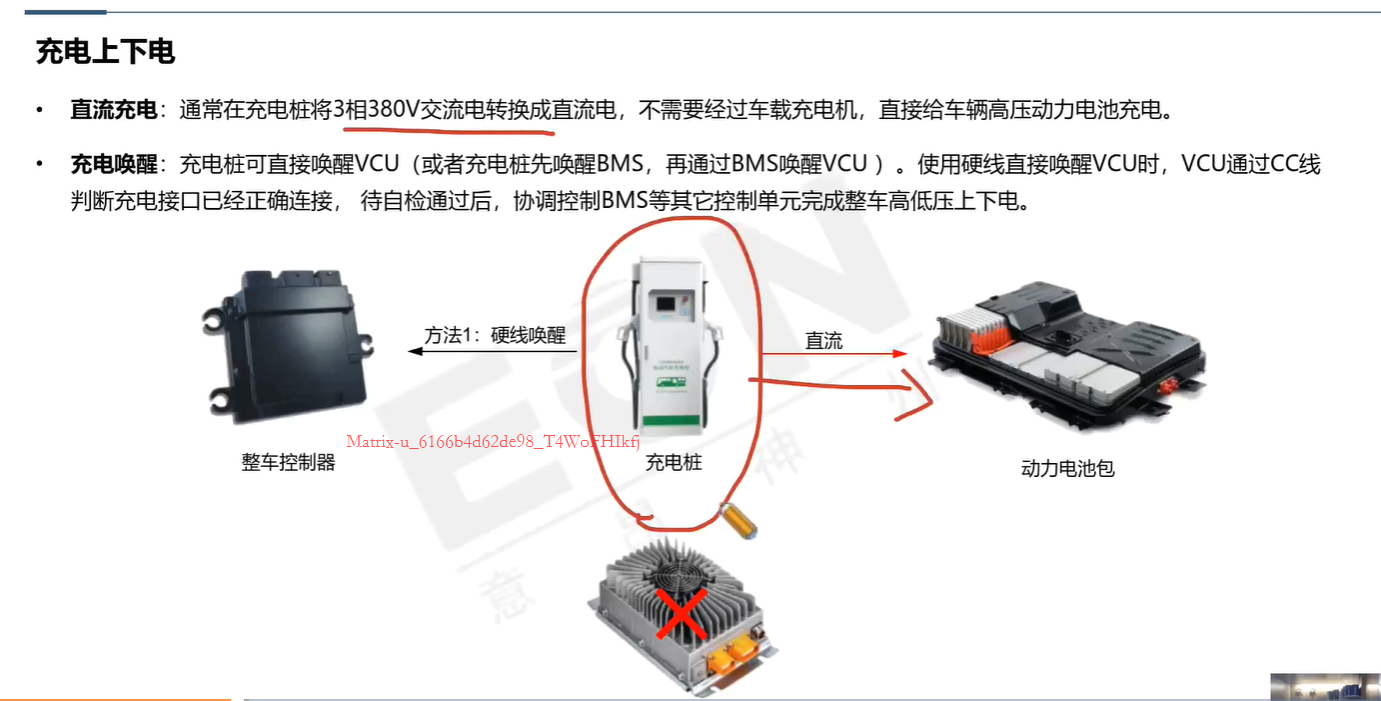 充电上下电
• 直流充电：通常在充电桩将3相380V交流电转换成直流电，不需要经过车载充电机，直接给车辆高压动力电池充电。
• 充电唤醒：充电桩可直接唤醒VCU（或者充电桩先唤醒BMS，再通过BMS唤醒VCU ）。使用硬线直接唤醒VCU时，VCU通过CC线
判断充电接口已经正确连接， 待自检通过后，协调控制BMS等其它控制单元完成整车高低压上下电。
方法1：硬线唤醒
直流
Matrix-u_6166b4d62de98_T4WoFHIkfj
整车控制器
充电桩
动力电池包